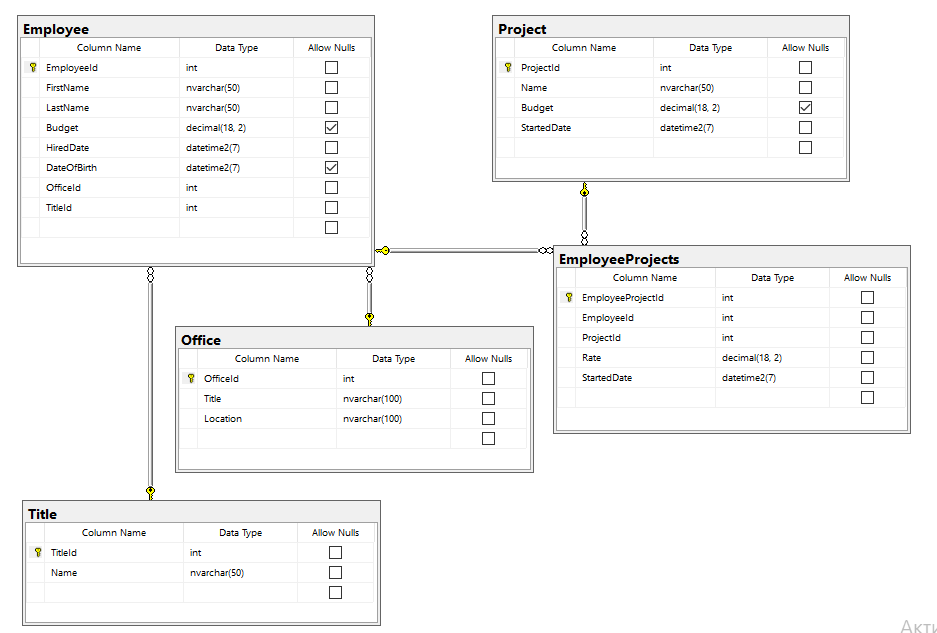 Employee
Column Name Data Type Allow Nulls
EmployeeId int
FirstName nvarchar(50)
LastName nvarchar(50)
Budget decimal(18, 2)
HiredDate datetime2(7)
DateOfBirth datetime2(7)
OfficeId int
TitleId int
Project
Column Name Data Type Allow Nulls
ProjectId int
Name nvarchar(50)
Budget decimal(18, 2)
StartedDate datetime2(7)
EmployeeProjects
Column Name Data Type Allow Nulls
EmployeeProjectId int
EmployeeId int
ProjectId int
Rate decimal(18, 2)
StartedDate datetime2(7)
Office
Column Name Data Type Allow Nulls
OfficeId int
Title nvarchar(100)
Location nvarchar(100)
Title
Column Name Data Type Allow Nulls
TitleId int
Name nvarchar(50)